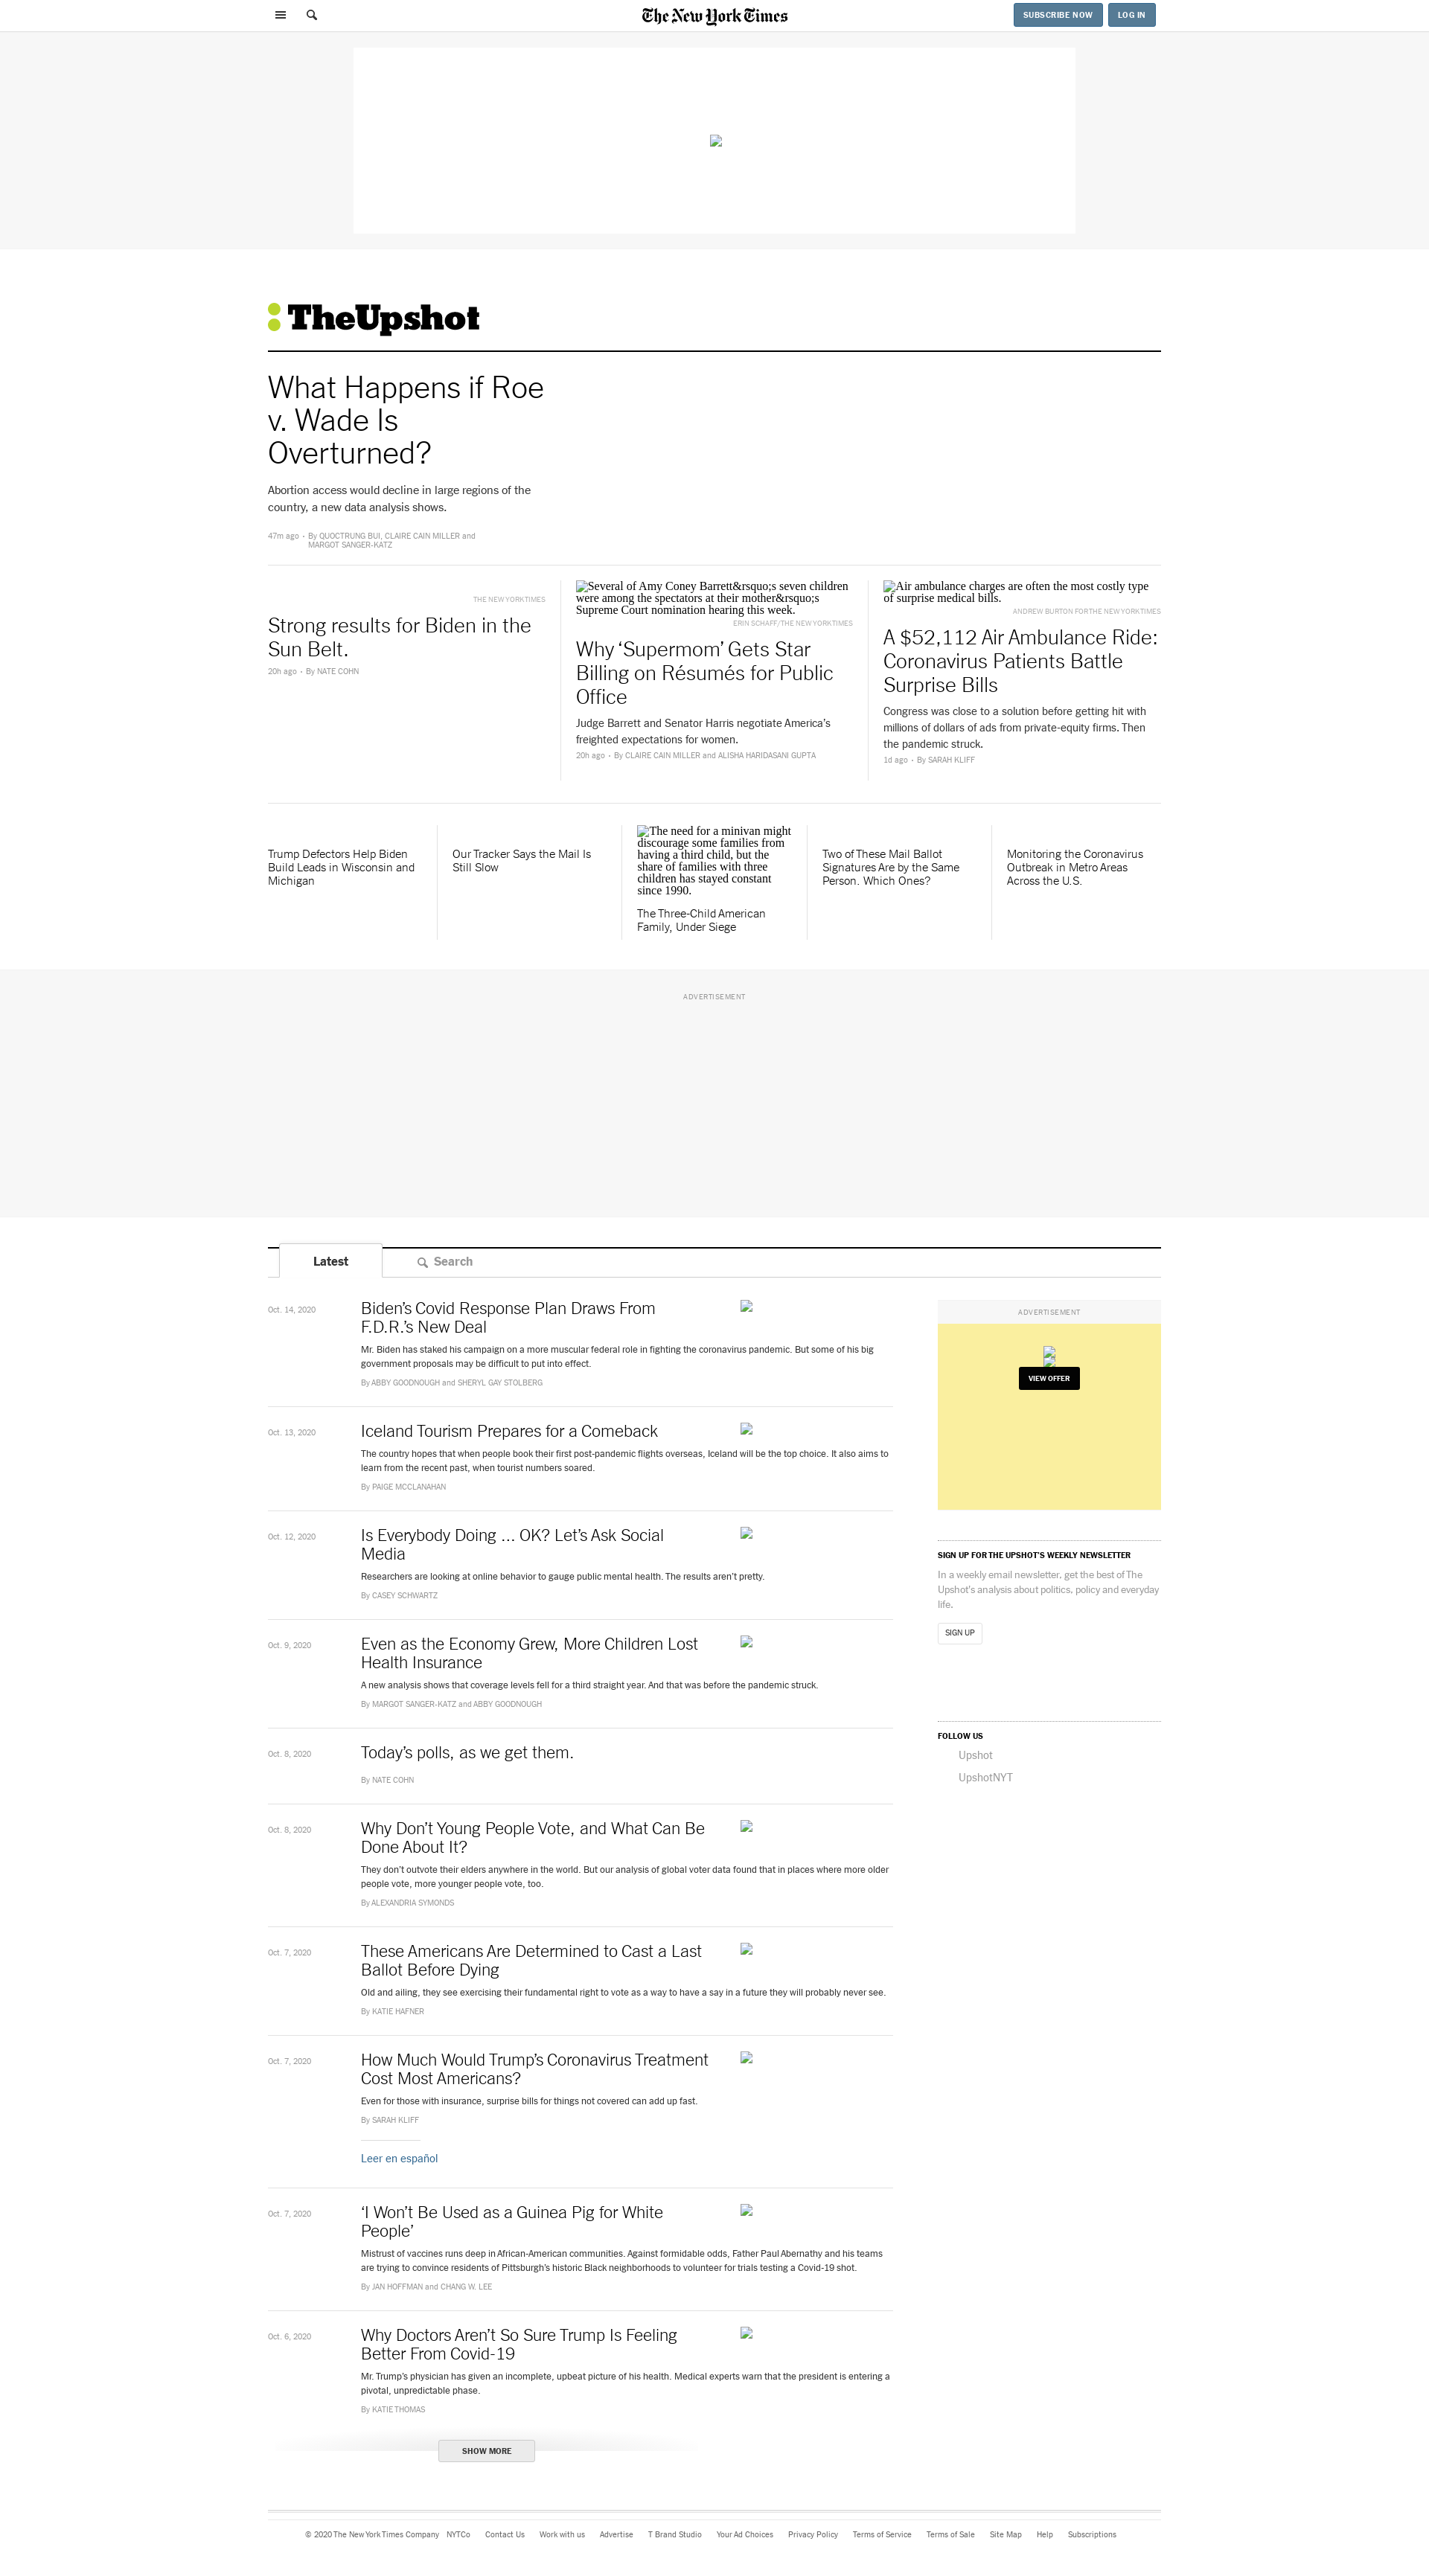 The New York Times
SUBSCRIBE NOW
LOG IN
TheUpshot
What Happens if Roe
v. Wade Is
Overturned?
Abortion access would decline in large regions of the
country, a new data analysis shows.
47m ago • By QUOCTRUNG BUI, CLAIRE CAIN MILLER and
MARGOT SANGER-KATZ
THE NEW YORK TIMES
Strong results for Biden in the
Sun Belt.
20h ago • By NATE COHN
Several of Amy Coney Barrett&rsquo;s seven children
were among the spectators at their mother&rsquo;s
Supreme Court nomination hearing this week.
ERIN SCHAFF/THE NEW YORK TIMES
Why ‘Supermom’ Gets Star
Billing on Résumés for Public
Office
Judge Barrett and Senator Harris negotiate America’s
freighted expectations for women.
20h ago • By CLAIRE CAIN MILLER and ALISHA HARIDASANI GUPTA
Air ambulance charges are often the most costly type
of surprise medical bills.
ANDREW BURTON FOR THE NEW YORK TIMES
A $52,112 Air Ambulance Ride:
Coronavirus Patients Battle
Surprise Bills
Congress was close to a solution before getting hit with
millions of dollars of ads from private-equity firms. Then
the pandemic struck.
1d ago • By SARAH KLIFF
Trump Defectors Help Biden
Build Leads in Wisconsin and
Michigan
Our Tracker Says the Mail Is
Still Slow
The need for a minivan might
discourage some families from
having a third child, but the
share of families with three
children has stayed constant
since 1990.
The Three-Child American
Family, Under Siege
Two of These Mail Ballot
Signatures Are by the Same
Person. Which Ones?
Monitoring the Coronavirus
Outbreak in Metro Areas
Across the U.S.
ADVERTISEMENT
Latest
Search
Oct. 14, 2020
Biden’s Covid Response Plan Draws From
F.D.R.’s New Deal
Mr. Biden has staked his campaign on a more muscular federal role in fighting the coronavirus pandemic. But some of his big
government proposals may be difficult to put into effect.
By ABBY GOODNOUGH and SHERYL GAY STOLBERG
Oct. 13, 2020
Iceland Tourism Prepares for a Comeback
The country hopes that when people book their first post-pandemic flights overseas, Iceland will be the top choice. It also aims to
learn from the recent past, when tourist numbers soared.
By PAIGE MCCLANAHAN
Oct. 12, 2020
Is Everybody Doing ... OK? Let’s Ask Social
Media
Researchers are looking at online behavior to gauge public mental health. The results aren’t pretty.
By CASEY SCHWARTZ
Oct. 9, 2020
Even as the Economy Grew, More Children Lost
Health Insurance
A new analysis shows that coverage levels fell for a third straight year. And that was before the pandemic struck.
By MARGOT SANGER-KATZ and ABBY GOODNOUGH
Oct. 8, 2020
Today’s polls, as we get them.
By NATE COHN
Oct. 8, 2020
Why Don’t Young People Vote, and What Can Be
Done About It?
They don’t outvote their elders anywhere in the world. But our analysis of global voter data found that in places where more older
people vote, more younger people vote, too.
By ALEXANDRIA SYMONDS
Oct. 7, 2020
These Americans Are Determined to Cast a Last
Ballot Before Dying
Old and ailing, they see exercising their fundamental right to vote as a way to have a say in a future they will probably never see.
By KATIE HAFNER
Oct. 7, 2020
How Much Would Trump’s Coronavirus Treatment
Cost Most Americans?
Even for those with insurance, surprise bills for things not covered can add up fast.
By SARAH KLIFF
Leer en español
Oct. 7, 2020
‘I Won’t Be Used as a Guinea Pig for White
People’
Mistrust of vaccines runs deep in African-American communities. Against formidable odds, Father Paul Abernathy and his teams
are trying to convince residents of Pittsburgh’s historic Black neighborhoods to volunteer for trials testing a Covid-19 shot.
By JAN HOFFMAN and CHANG W. LEE
Oct. 6, 2020
Why Doctors Aren’t So Sure Trump Is Feeling
Better From Covid-19
Mr. Trump’s physician has given an incomplete, upbeat picture of his health. Medical experts warn that the president is entering a
pivotal, unpredictable phase.
By KATIE THOMAS
SHOW MORE
ADVERTISEMENT
VIEW OFFER
SIGN UP FOR THE UPSHOT’S WEEKLY NEWSLETTER
In a weekly email newsletter, get the best of The
Upshot’s analysis about politics, policy and everyday
life.
SIGN UP
FOLLOW US
Upshot
UpshotNYT
© 2020 The New York Times Company NYTCo Contact Us Work with us Advertise T Brand Studio Your Ad Choices Privacy Policy Terms of Service Terms of Sale Site Map Help Subscriptions